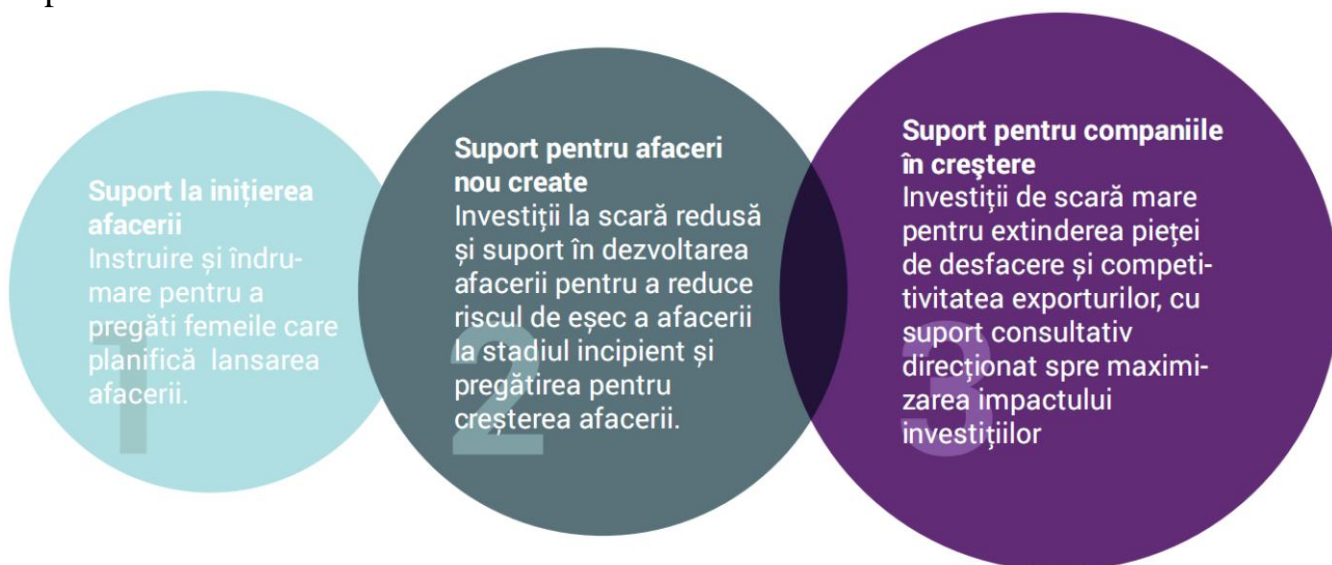 Suport la inițierea
afacerii
Instruire și îndru-
mare pentru a
pregăti femeile care
planifică lansarea
afacerii.
1
Suport pentru afaceri
nou create
Investiții la scară redusă
și suport în dezvoltarea
afacerii pentru a reduce
riscul de eșec a afacerii
la stadiul incipient și
pregătirea pentru
creșterea afacerii.
2
Suport pentru companiile
în creştere
Investiții de scară mare
pentru extinderea pieței
de desfacere și competi-
tivitatea exporturilor, cu
suport consultativ
direcționat spre maximi-
zarea impactului
investițiilor
3